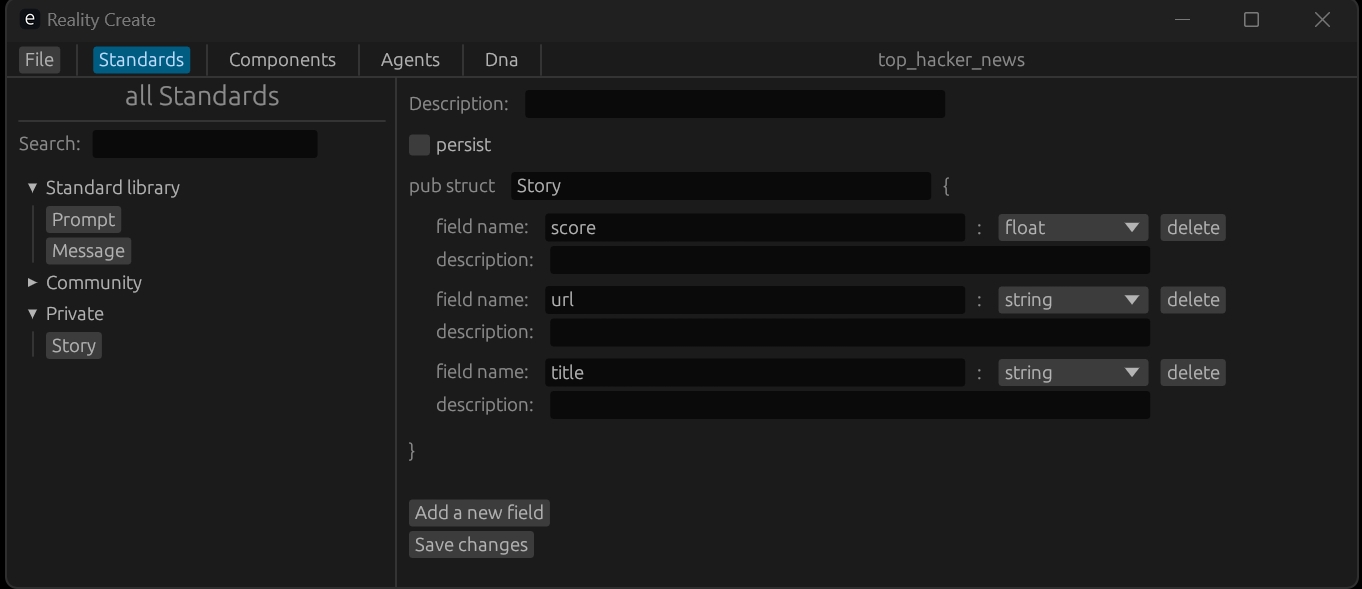 e Reality Create
File Standards Components Agents Dna top_hacker_news
all Standards
Search:
Standard library
Prompt
Message
Community
Private
Story
Description:
persist
pub struct Story {
field name: score : float delete
description:
field name: url : string delete
description:
field name: title : string delete
description:
}
Add a new field
Save changes